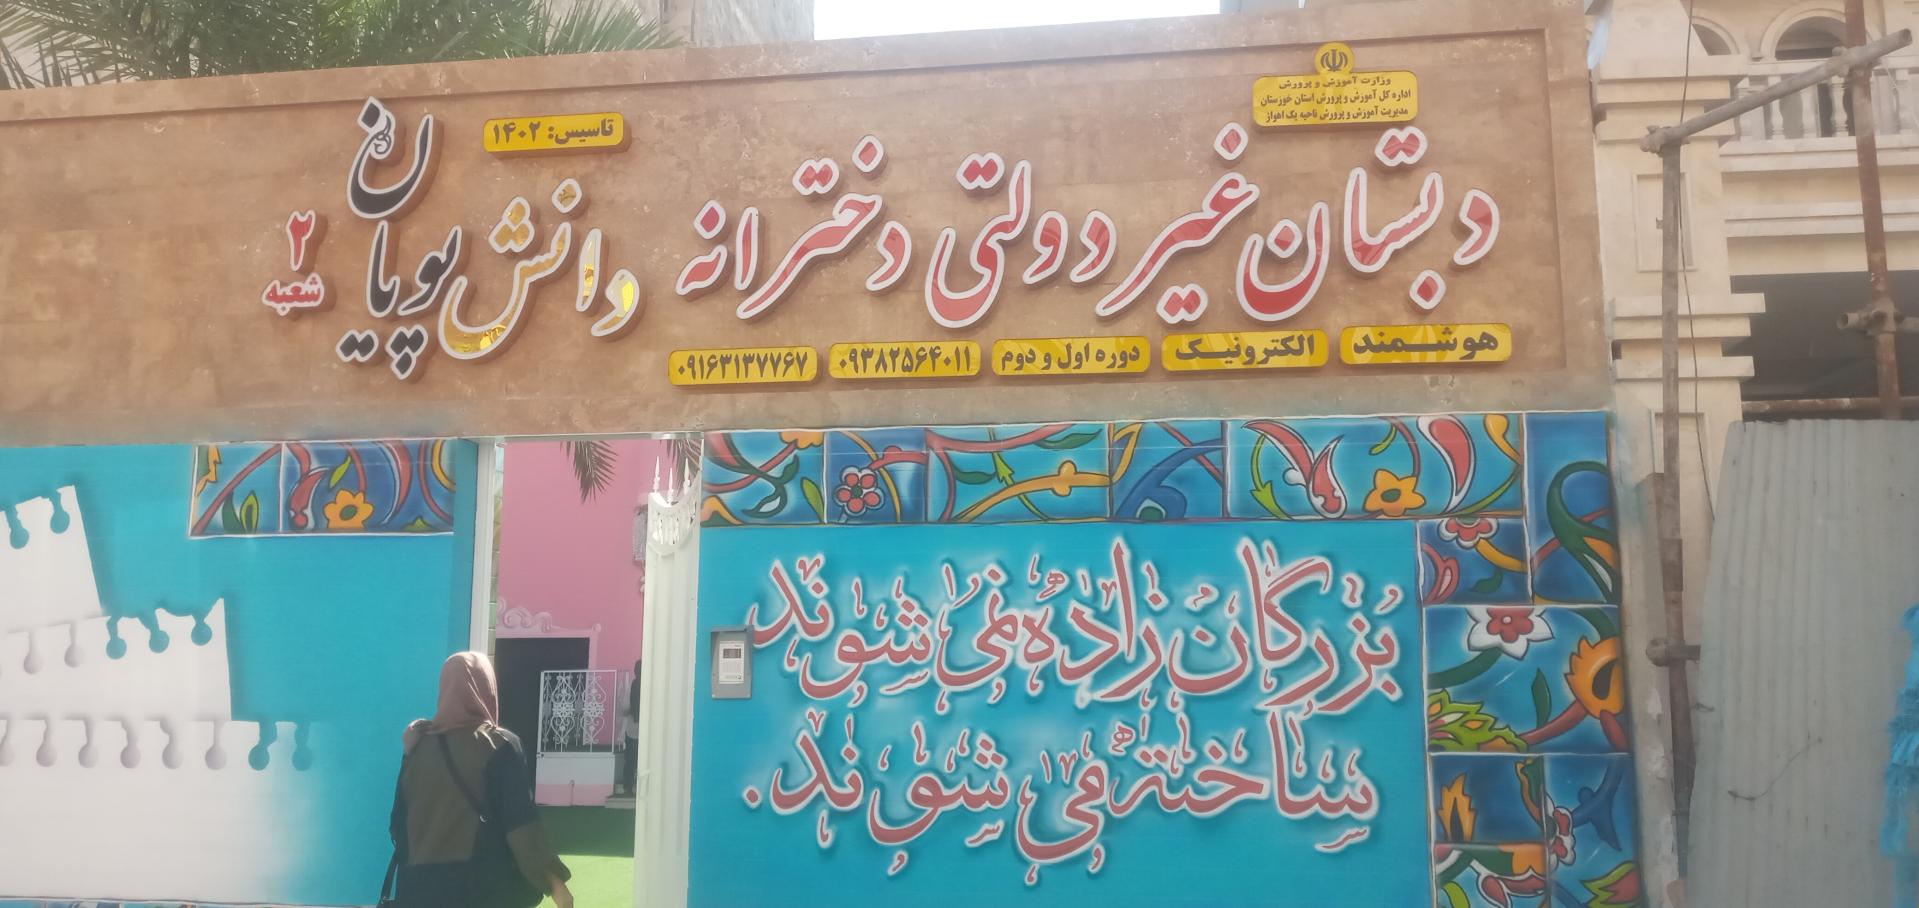 وزارت آموزش و پرورش
اداره کل آموزش و پرورش استان خوزستان
مدیریت آموزش و پرورش ناحیه یک اهواز
دبستان غیر دولتی دخترانه
تاسیس: ۱۴۰۲
دانش پویان
شعبه ۲
هوشمند الکترونیک دوره اول و دوم ۰۹۳۸۲۵۶۴۰۱۱ ۰۹۱۶۳۱۳۷۷۶۷
بزرگان زاده نمی شوند
ساخته می شوند.